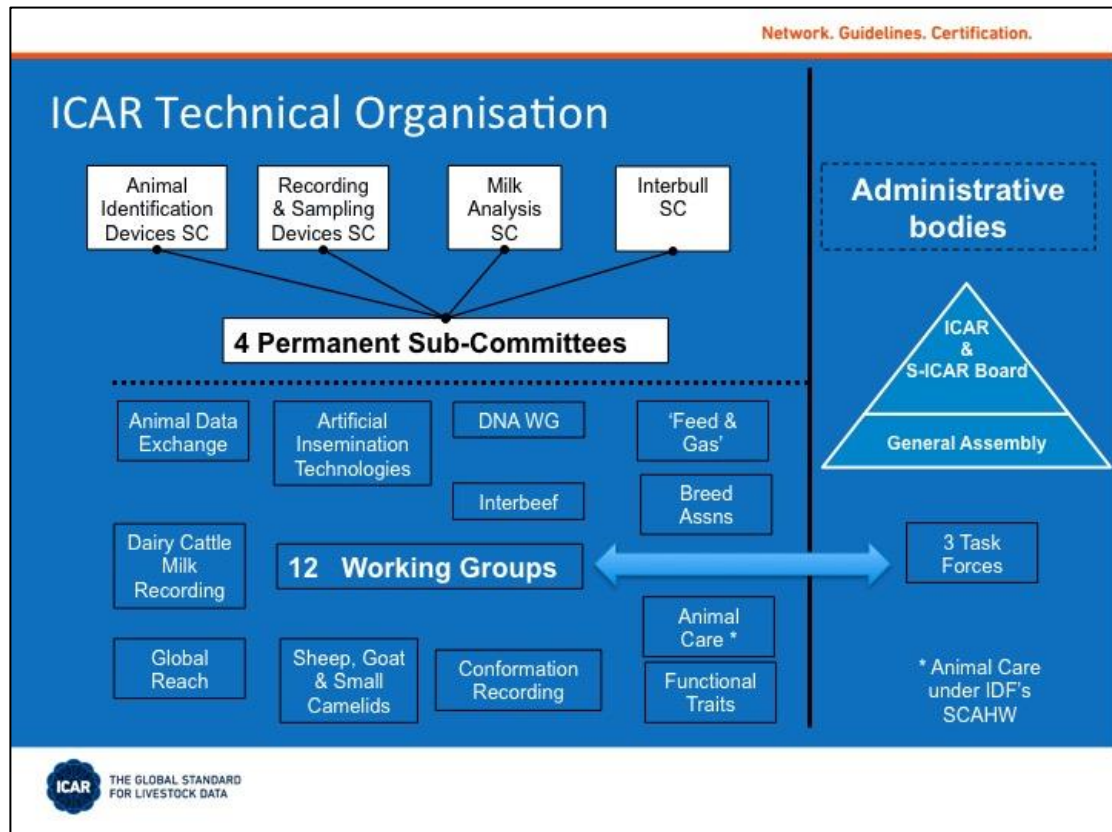 Network. Guidelines. Certification.
ICAR Technical Organisation
Animal
Identification
Devices SC
Recording
& Sampling
Devices SC
Milk
Analysis
SC
Interbull
SC
4 Permanent Sub-Committees
Administrative
bodies
ICAR
&
S-ICAR Board
General Assembly
Animal Data
Exchange
Artificial
Insemination
Technologies
DNA WG
'Feed &
Gas'
Interbeef
Breed
Assns
Dairy Cattle
Milk
Recording
12 Working Groups
3 Task
Forces
Animal
Care *
Global
Reach
Sheep, Goat
& Small
Camelids
Conformation
Recording
Functional
Traits
* Animal Care
under IDF's
SCAHW
ICAR
THE GLOBAL STANDARD
FOR LIVESTOCK DATA